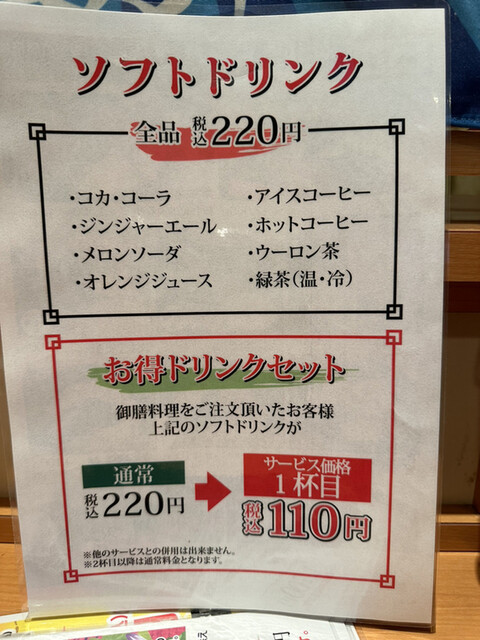 ソフトドリンク
全品 税込220円
・コカ・コーラ
・ジンジャーエール
・メロンソーダ
・オレンジジュース
・アイスコーヒー
・ホットコーヒー
・ウーロン茶
・緑茶(温・冷)
お得ドリンクセット
御膳料理をご注文頂いたお客様
上記のソフトドリンクが
通常
税込220円
サービス価格
1杯目
税込110円
※他のサービスとの併用は出来ません。
※2杯目以降は通常料金となります。